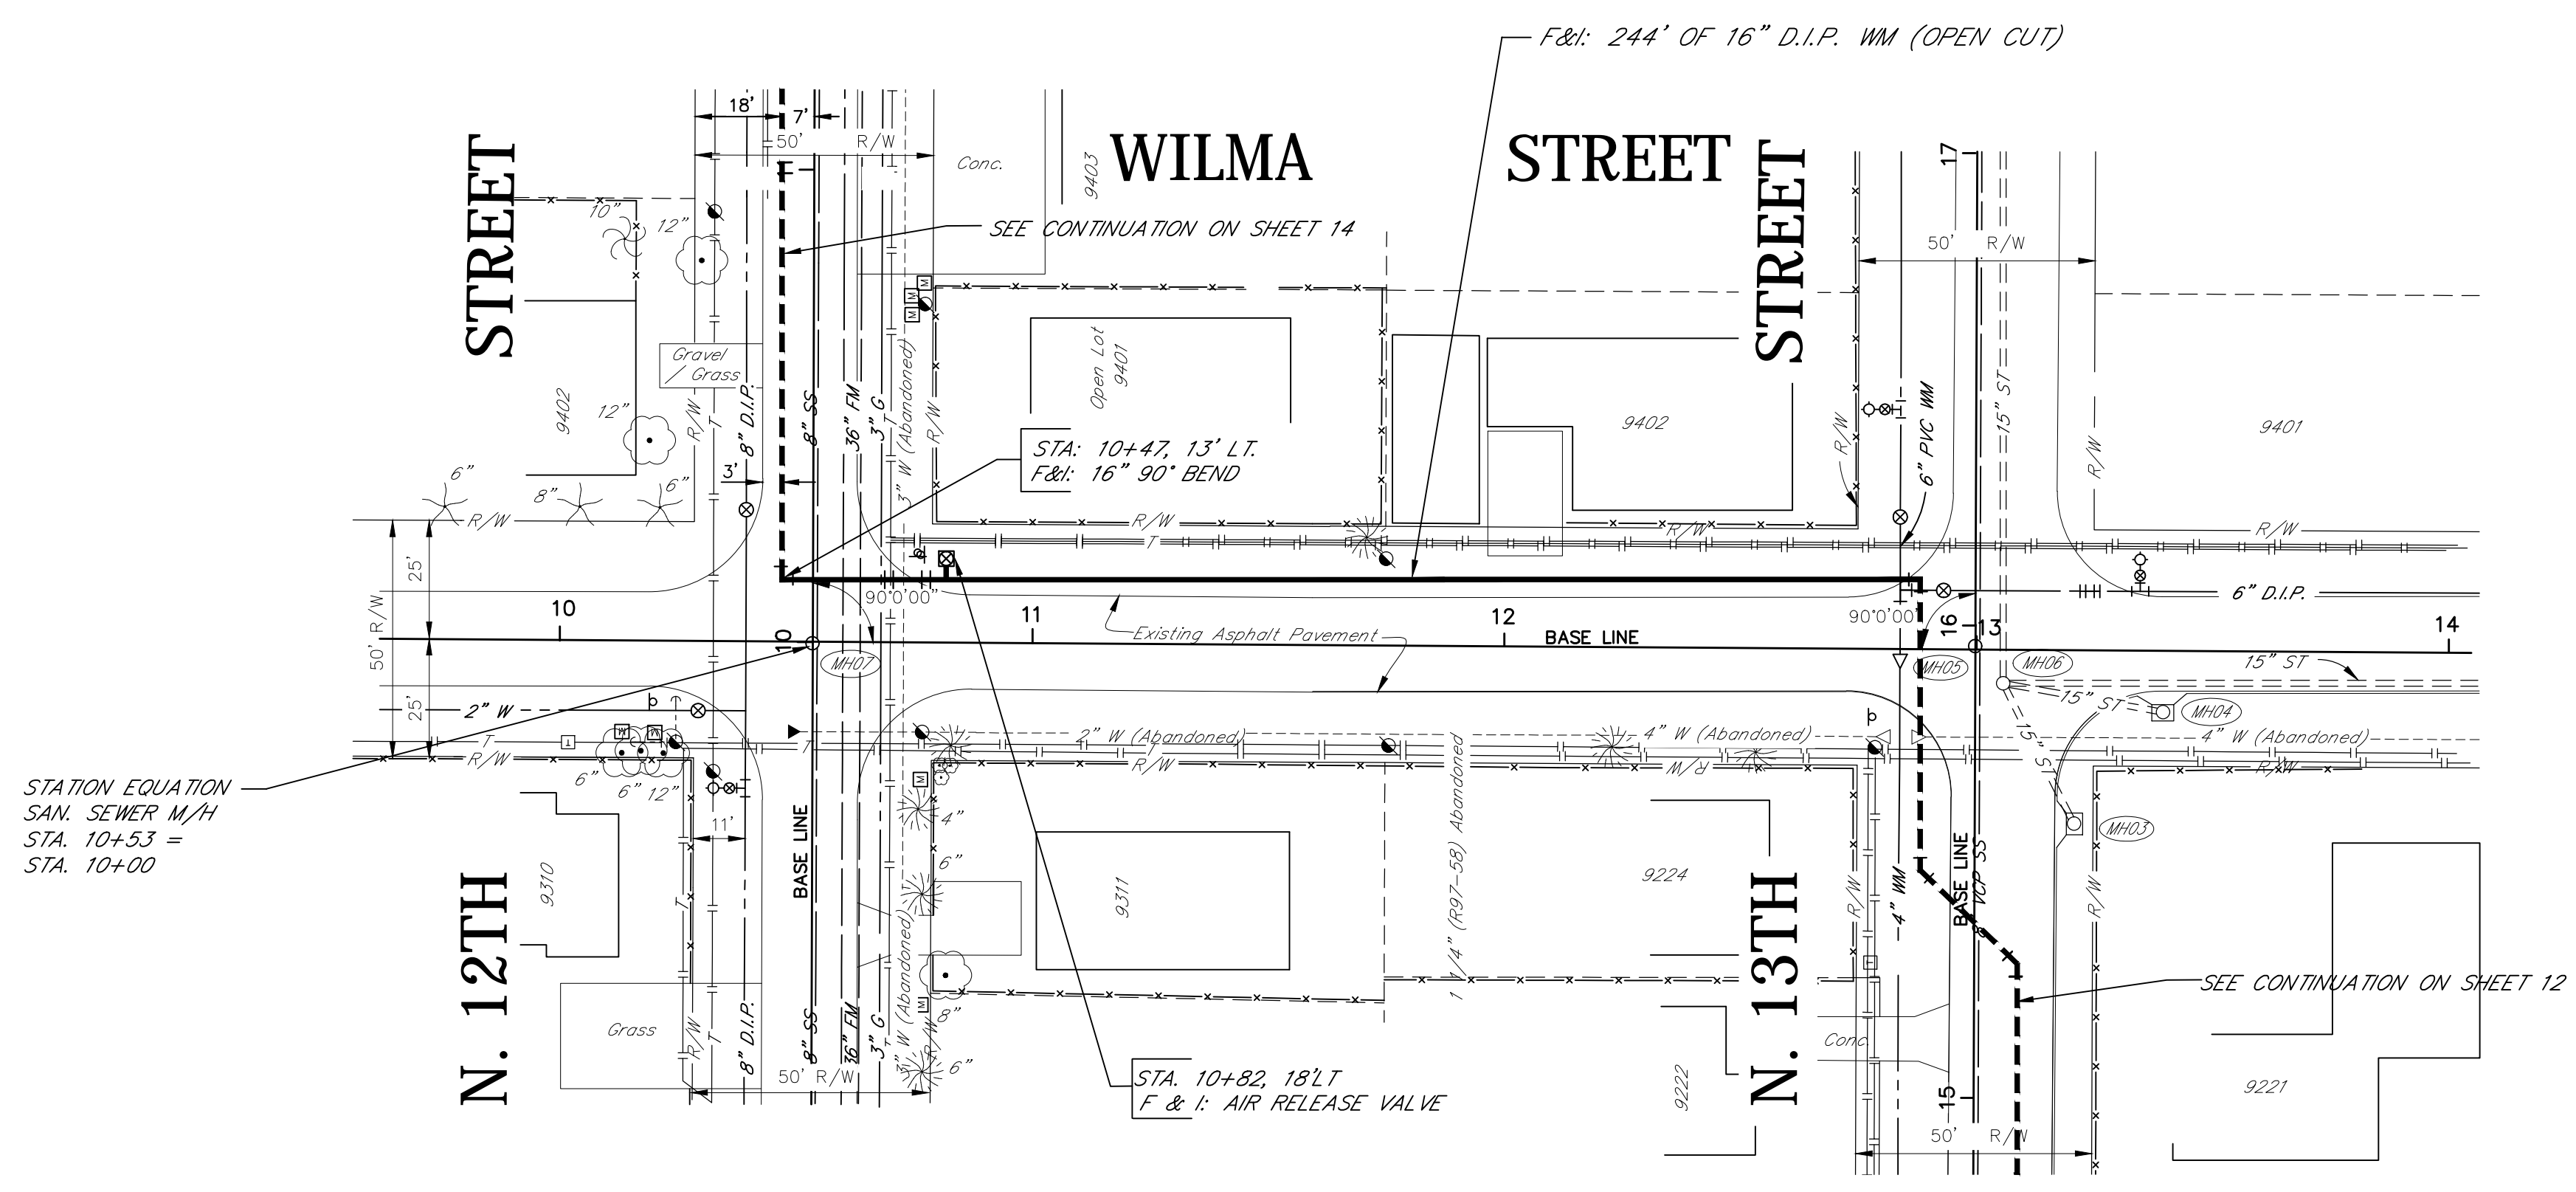 F&I: 244' OF 16" D.I.P. WM (OPEN CUT)
18'
7'
50' R/W
Conc.
9403
WILMA STREET
STREET
STREET
17
10"
12"
SEE CONTINUATION ON SHEET 14
50' R/W
M
M
M
Gravel
/ Grass
9402
12"
R/W
T
8" D.I.P.
8" SS
36" FM
3" G
T
3" W (Abandoned)
R/W
Open Lot
9401
9402
R/W
6" PVC WM
15" ST
R/W
9401
STA: 10+47, 13' LT.
F&I: 16" 90° BEND
3'
6"
8"
6"
R/W
R/W
R/W
R/W
T
25'
50' R/W
25'
90°0'00"
90°0'00"
6" D.I.P.
10
11
12
13
14
10
16
Existing Asphalt Pavement
BASE LINE
MH07
MH05
MH06
15" ST
15" ST
MH04
15" ST
MH03
2" W
T
R/W
T
M
M
T
2" W (Abandoned)
T
4" W (Abandoned)
4" W (Abandoned)
R/W
R/W
R/W
6"
6"
12"
M
4"
6"
STATION EQUATION
SAN. SEWER M/H
STA. 10+53 =
STA. 10+00
11'
N. 12TH
9310
T
BASE LINE
9311
1 1/4" (R97-58) Abandoned
9224
N. 13TH
R/W
4" WM
BASE LINE
8" VCP SS
R/W
T
SEE CONTINUATION ON SHEET 12
Grass
R/W
T
8" D.I.P.
8" SS
36" FM
3" G
T
3" W (Abandoned)
R/W
M
8"
6"
50' R/W
STA. 10+82, 18'LT
F & I: AIR RELEASE VALVE
9222
Conc.
15
9221
50' R/W